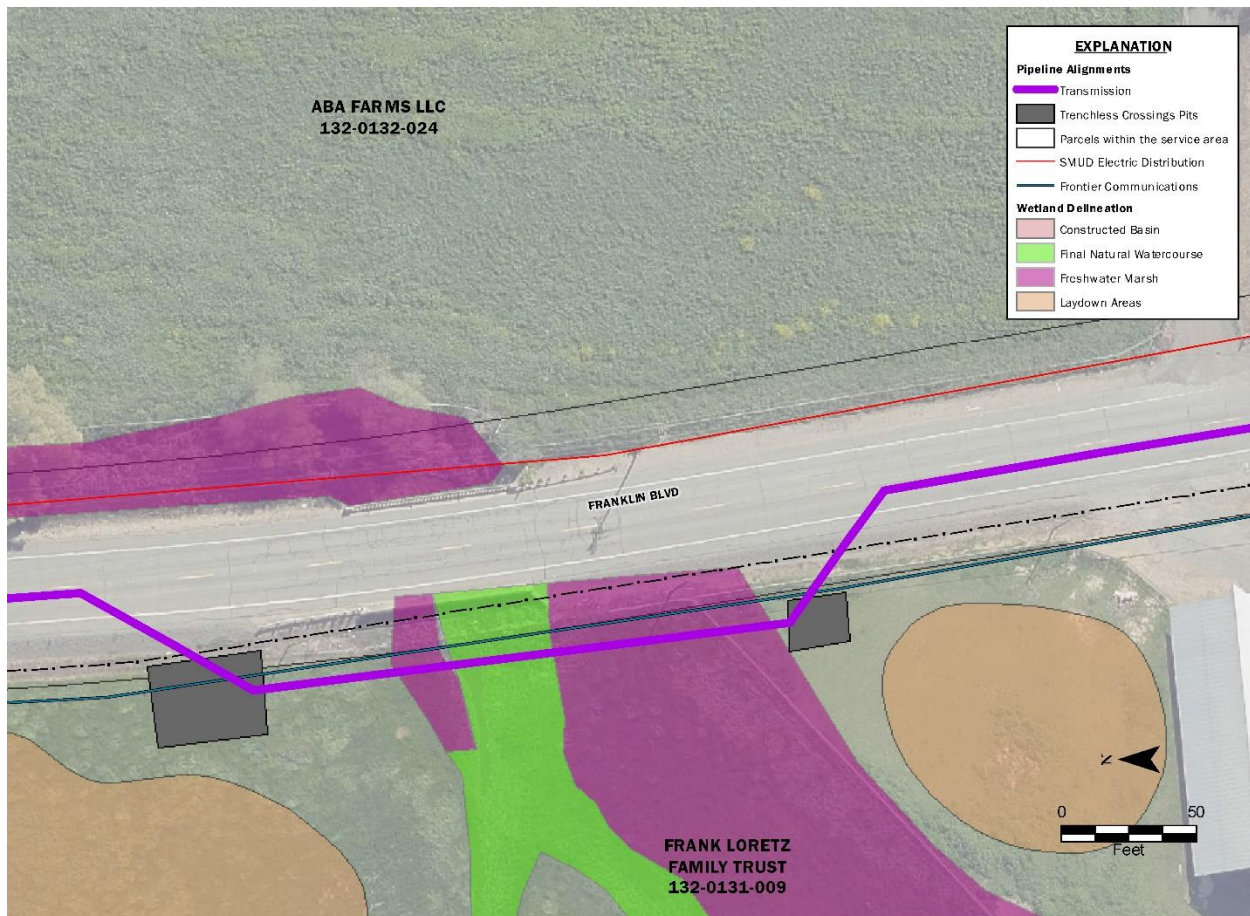 ABA FARMS LLC
132-0132-024
EXPLANATION
Pipeline Alignments
Transmission
Trenchless Crossings Pits
Parcels within the service area
SMUD Electric Distribution
Frontier Communications
Wetland Delineation
Constructed Basin
Final Natural Watercourse
Freshwater Marsh
Laydown Areas
FRANKLIN BLVD
N
0 50
Feet
FRANK LORETZ
FAMILY TRUST
132-0131-009